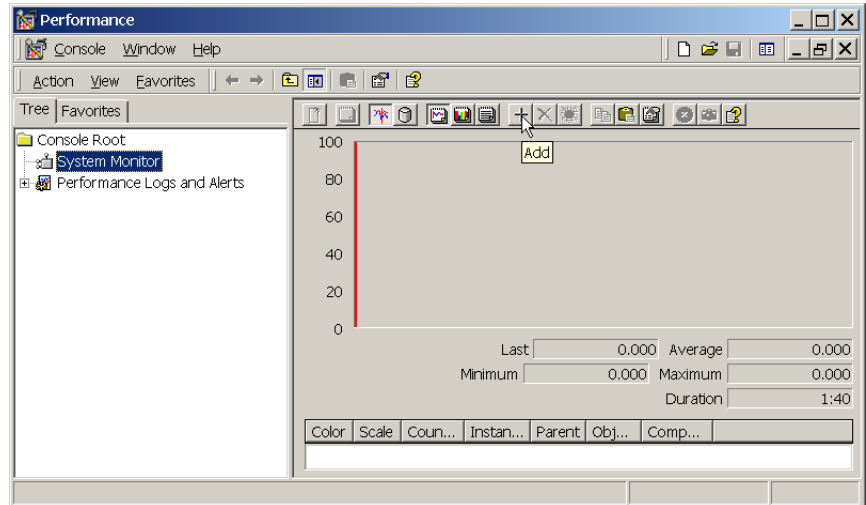 Performance
Console Window Help
Action View Favorites
Tree Favorites
Console Root
System Monitor
Performance Logs and Alerts
Add
100
80
60
40
20
0
Last 0.000 Average 0.000
Minimum 0.000 Maximum 0.000
Duration 1:40
Color Scale Coun... Instan... Parent Obj... Comp...